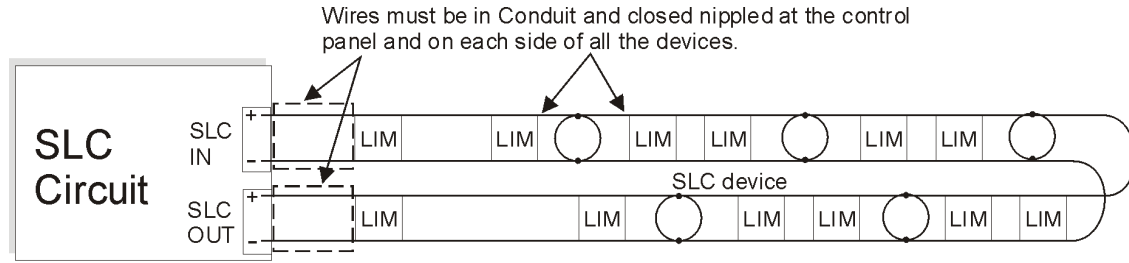 Wires must be in Conduit and closed nippled at the control
panel and on each side of all the devices.
SLC
Circuit
+
SLC
IN
-
LIM LIM LIM LIM LIM LIM
SLC device
+
SLC
OUT
-
LIM LIM LIM LIM LIM LIM